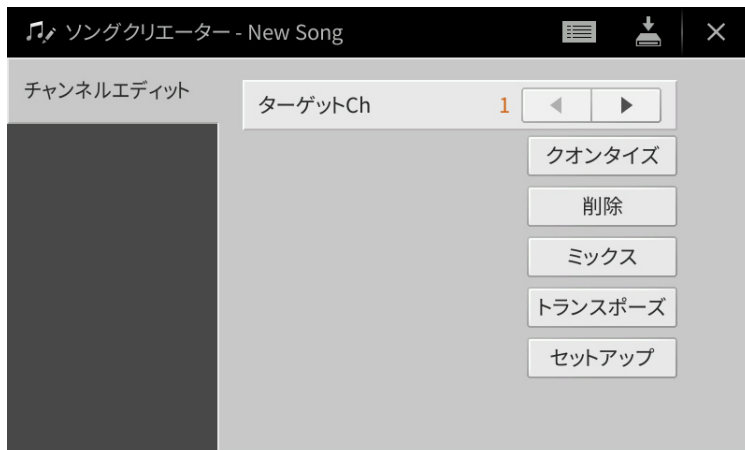 ソングクリエーター - New Song
チャンネルエディット
ターゲットCh 1
クオンタイズ
削除
ミックス
トランスポーズ
セットアップ